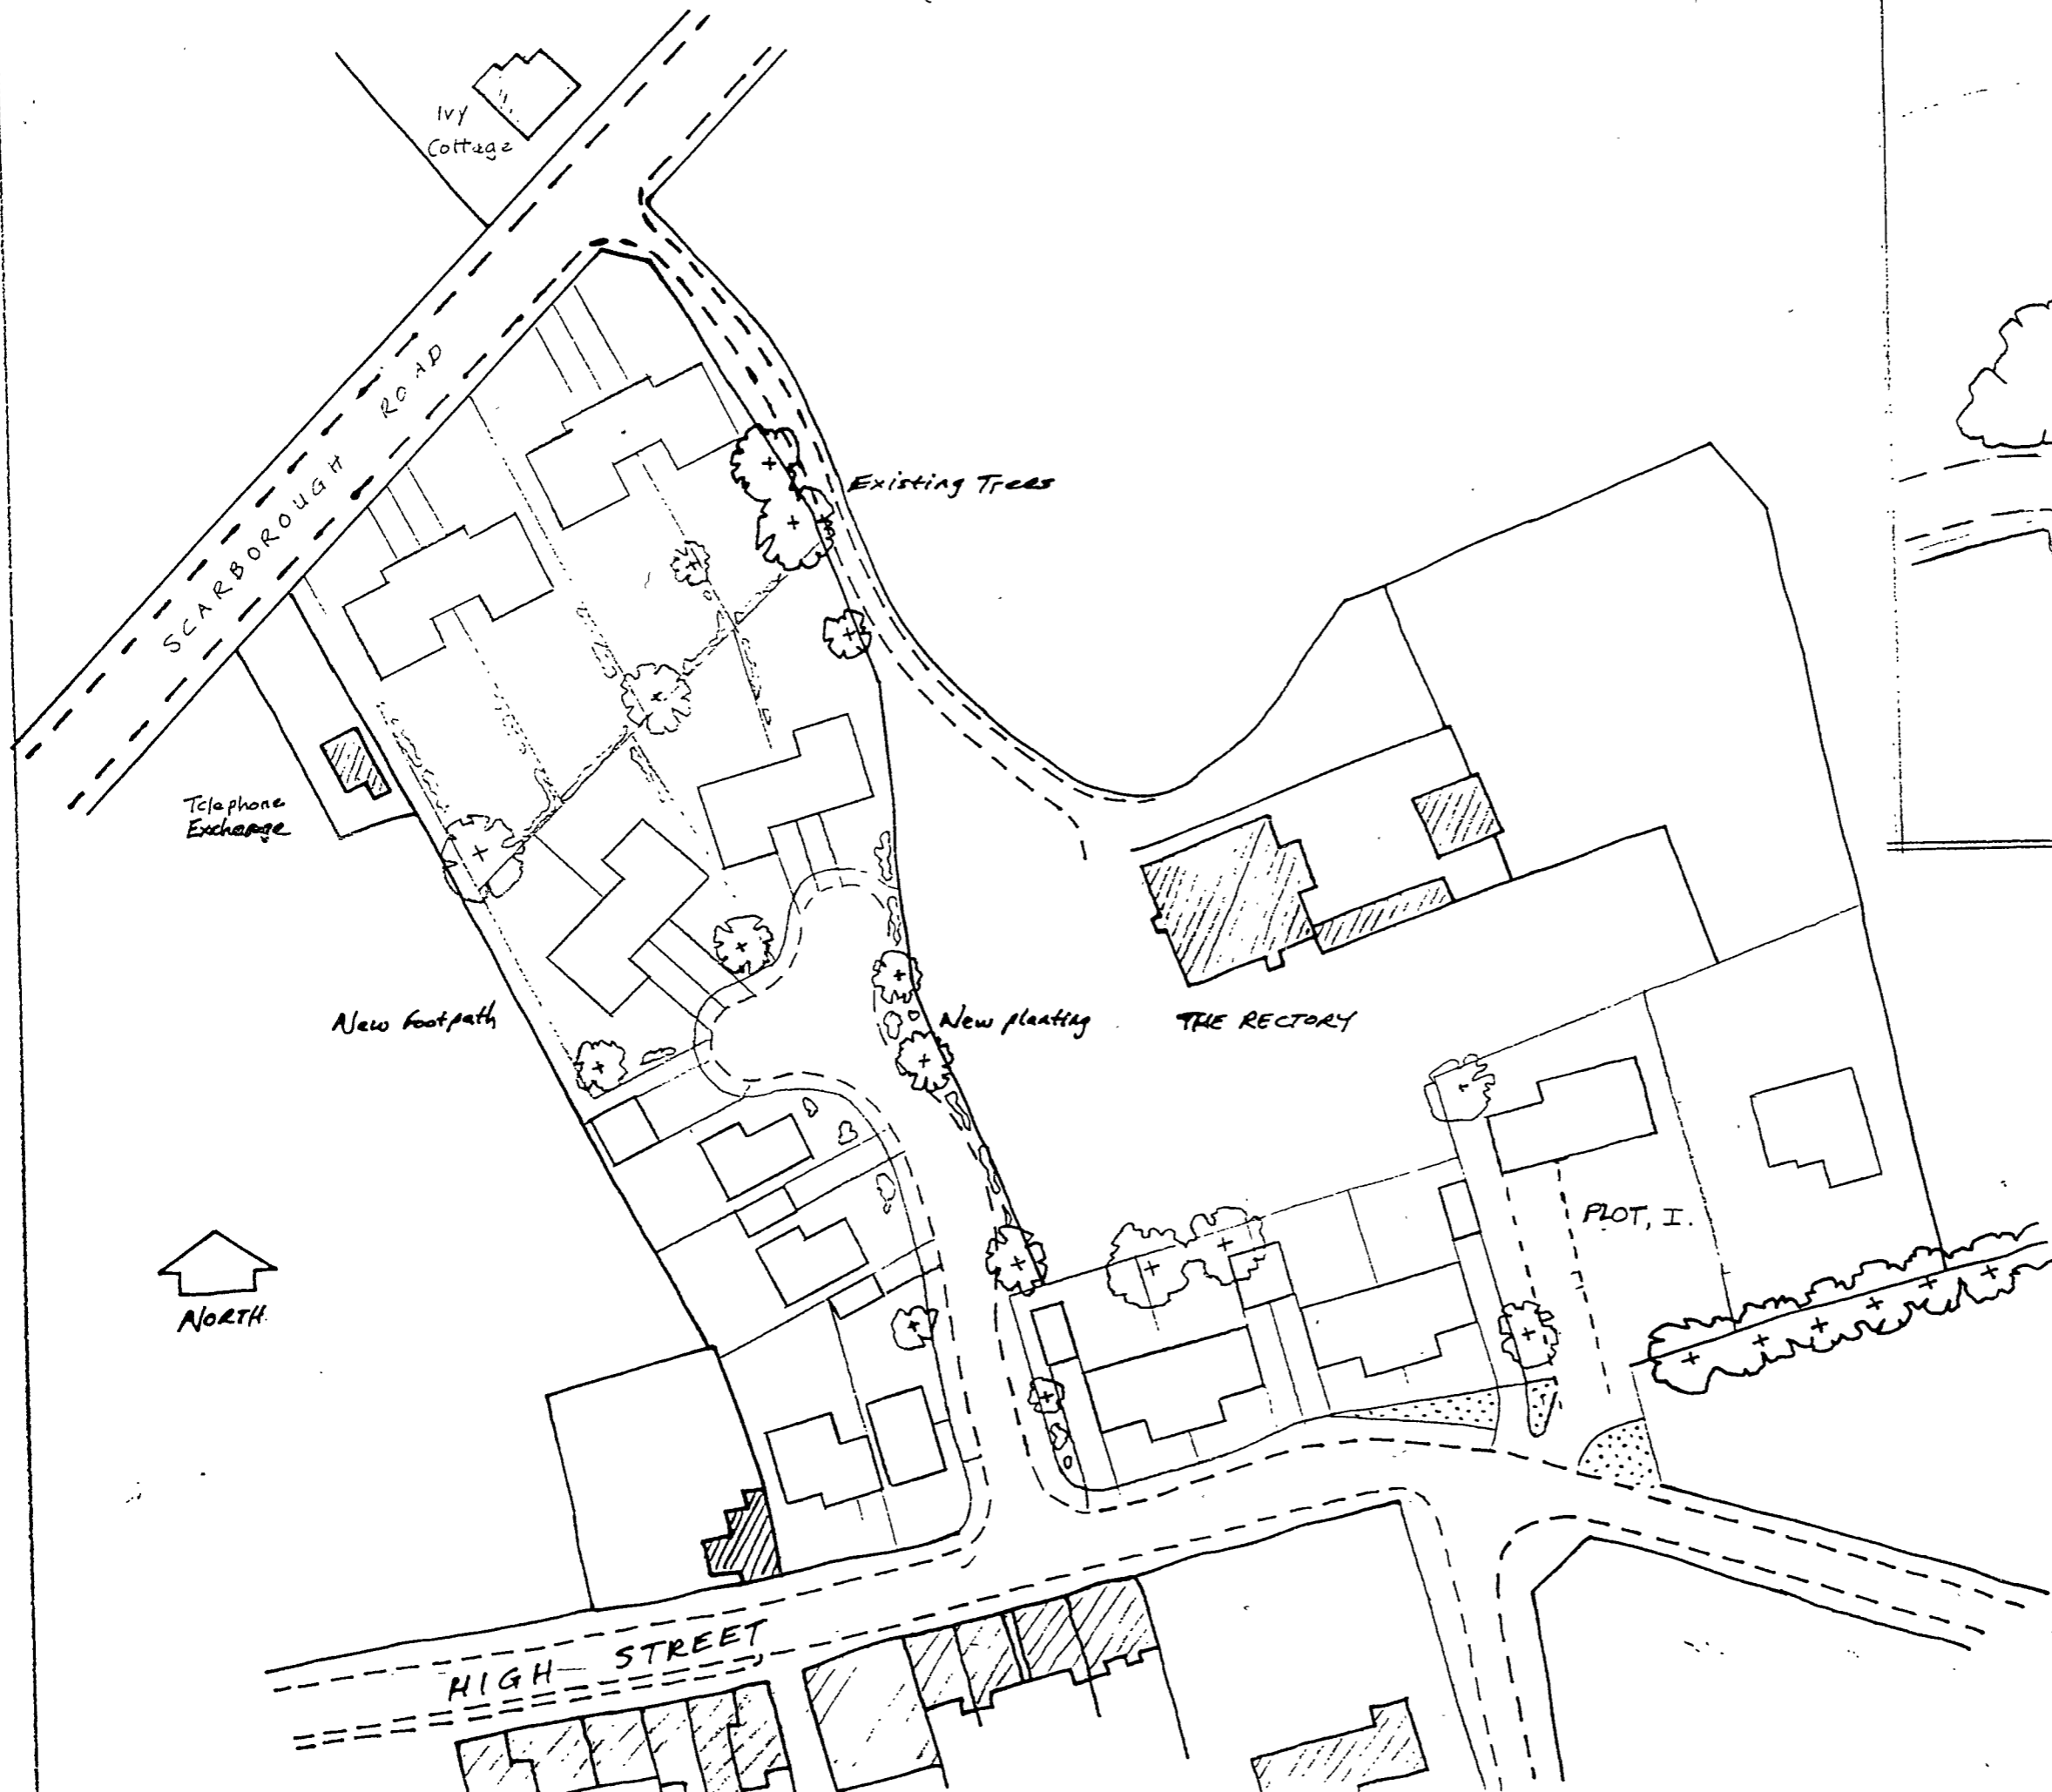 Ivy
Cottage
SCARBOROUGH ROAD
Existing Trees
Telephone
Exchange
New footpath
New planting
THE RECTORY
PLOT, I.
NORTH.
HIGH STREET